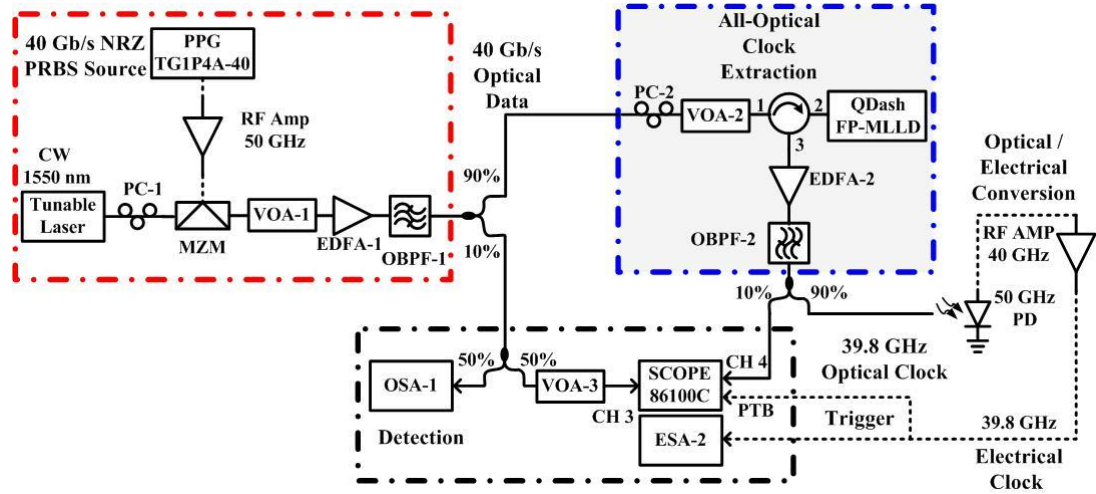 40 Gb/s NRZ
PRBS Source
PPG
TG1P4A-40
RF Amp
50 GHz
CW
1550 nm
Tunable
Laser
PC-1
MZM
VOA-1
EDFA-1
OBPF-1
40 Gb/s
Optical
Data
90%
10%
All-Optical
Clock
Extraction
PC-2
VOA-2
1
2
3
QDash
FP-MLLD
EDFA-2
OBPF-2
10%
90%
Optical /
Electrical
Conversion
RF AMP
40 GHz
50 GHz
PD
39.8 GHz
Optical Clock
50%
50%
OSA-1
VOA-3
CH 3
SCOPE
86100C
CH 4
PTB
Trigger
ESA-2
Detection
39.8 GHz
Electrical
Clock